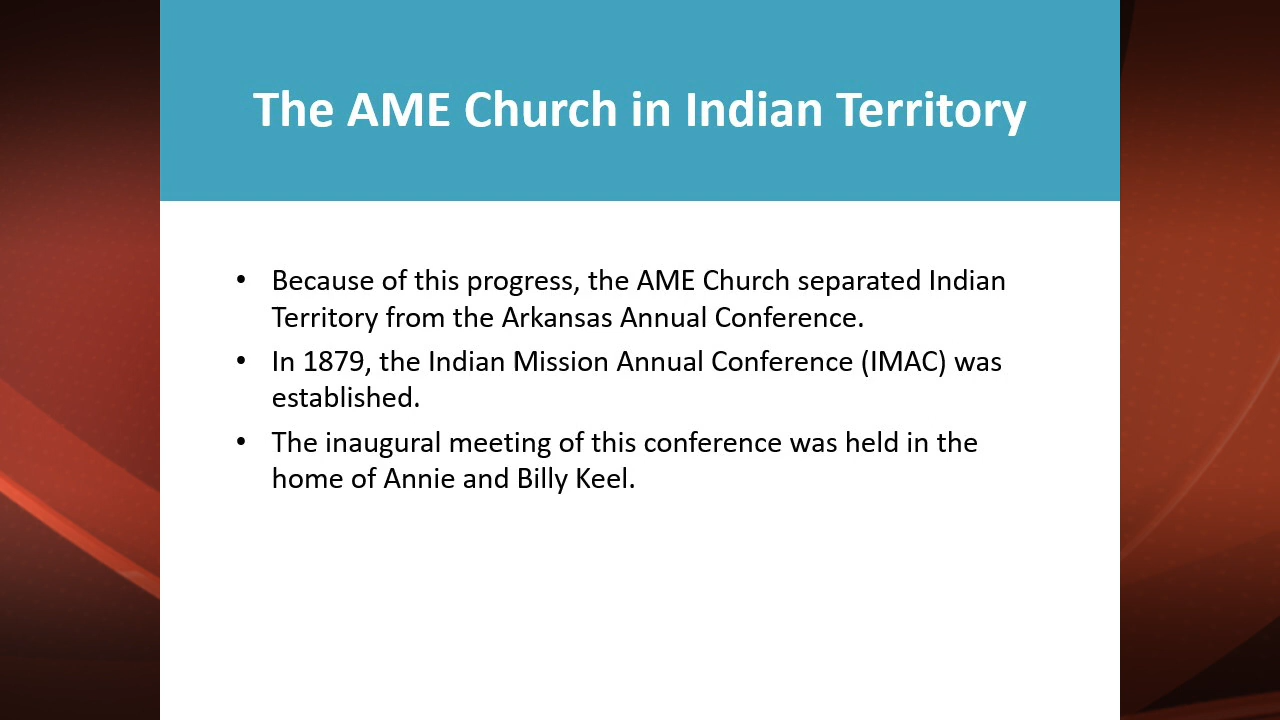 The AME Church in Indian Territory
• Because of this progress, the AME Church separated Indian
Territory from the Arkansas Annual Conference.
• In 1879, the Indian Mission Annual Conference (IMAC) was
established.
• The inaugural meeting of this conference was held in the
home of Annie and Billy Keel.